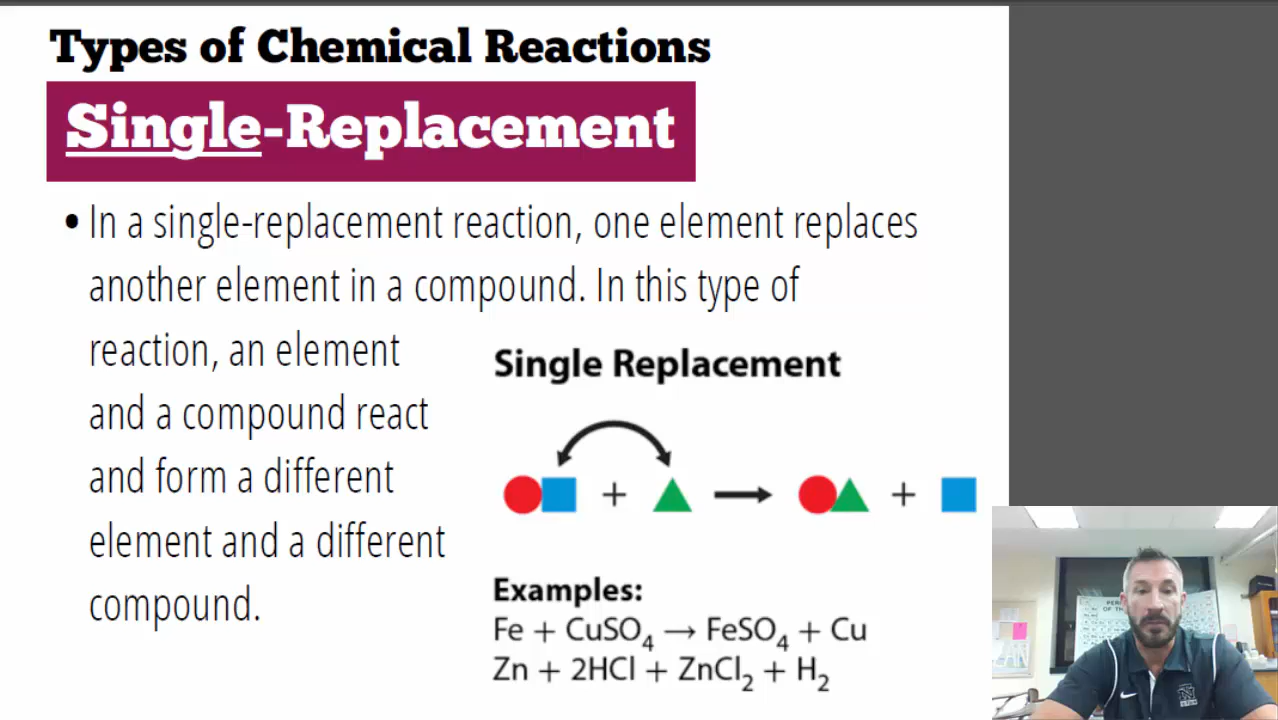 Types of Chemical Reactions
Single-Replacement
• In a single-replacement reaction, one element replaces
another element in a compound. In this type of
reaction, an element
and a compound react
and form a different
element and a different
compound.
Single Replacement
+ → + 
Examples:
Fe + CuSO₄ → FeSO₄ + Cu
Zn + 2HCl + ZnCl₂ + H₂